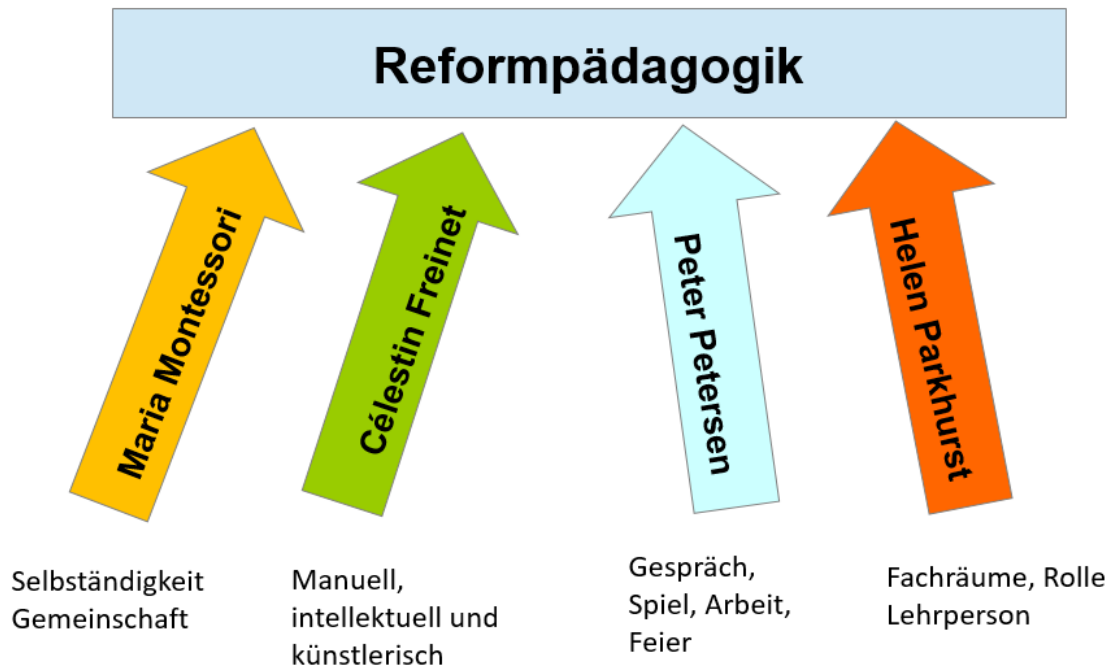 Reformpädagogik
Maria Montessori
Célestin Freinet
Peter Petersen
Helen Parkhurst
Selbständigkeit
Gemeinschaft
Manuell,
intellektuell und
künstlerisch
Gespräch,
Spiel, Arbeit,
Feier
Fachräume, Rolle
Lehrperson